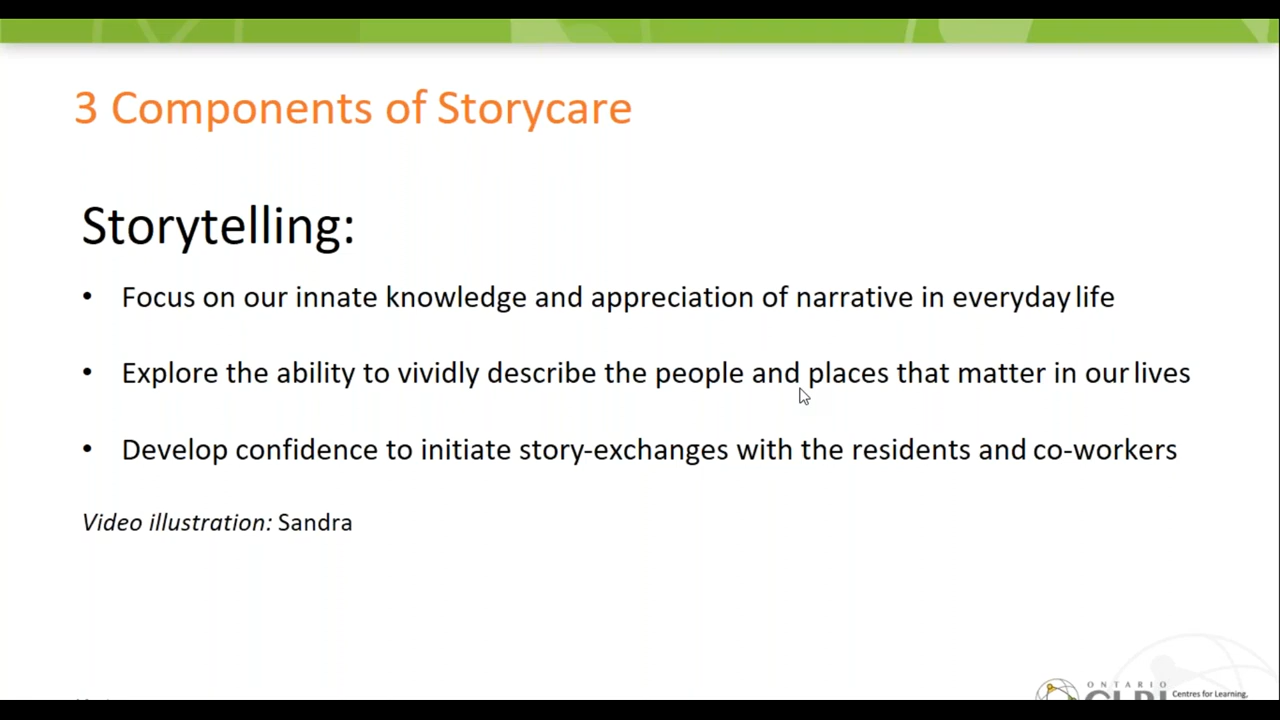 3 Components of Storycare
Storytelling:
• Focus on our innate knowledge and appreciation of narrative in everyday life
• Explore the ability to vividly describe the people and places that matter in our lives
• Develop confidence to initiate story-exchanges with the residents and co-workers
Video illustration: Sandra
ONTARIO
CLRI Centres for Learning,